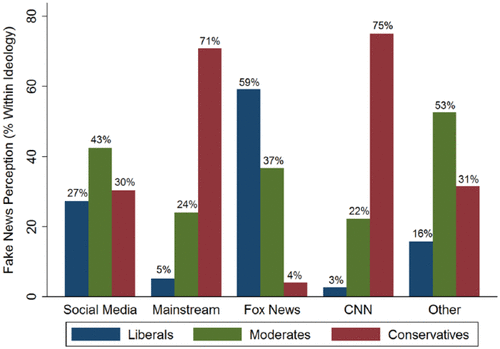 Fake News Perception (% Within Ideology)
80
60
40
20
0
27%
43%
30%
5%
24%
71%
59%
37%
4%
3%
22%
75%
16%
53%
31%
Social Media
Mainstream
Fox News
CNN
Other
Liberals
Moderates
Conservatives